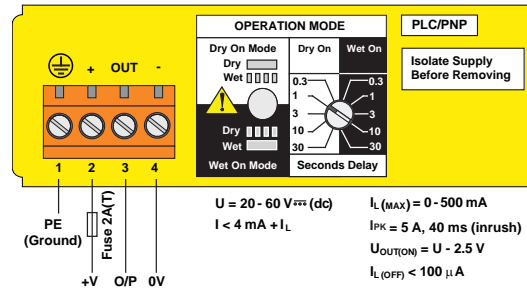 OPERATION MODE
PLC/PNP
Dry On Mode
Dry
Wet
Dry
Wet
Wet On Mode
Dry On Wet On
0.3 0.3
1 1
3 3
10 10
30 30
Seconds Delay
Isolate Supply
Before Removing
+ OUT -
1 2 3 4
PE
(Ground)
Fuse 2A(T)
+V O/P 0V
U = 20 - 60 V⎓ (dc)
I < 4 mA + IL
IL (MAX) = 0 - 500 mA
IPK = 5 A, 40 ms (inrush)
UOUT(ON) = U - 2.5 V
IL (OFF) < 100 µA